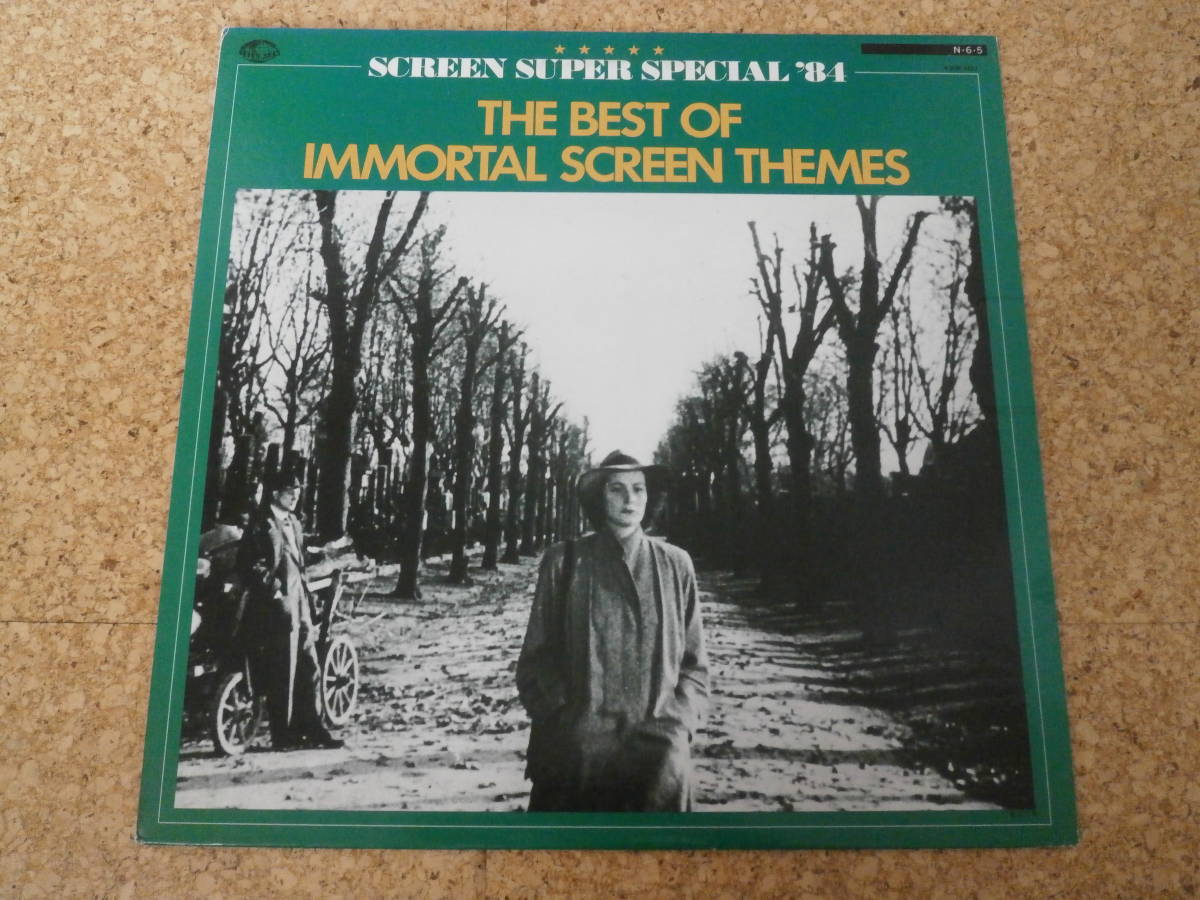 N-6-5
SCREEN SUPER SPECIAL '84
THE BEST OF
IMMORTAL SCREEN THEMES